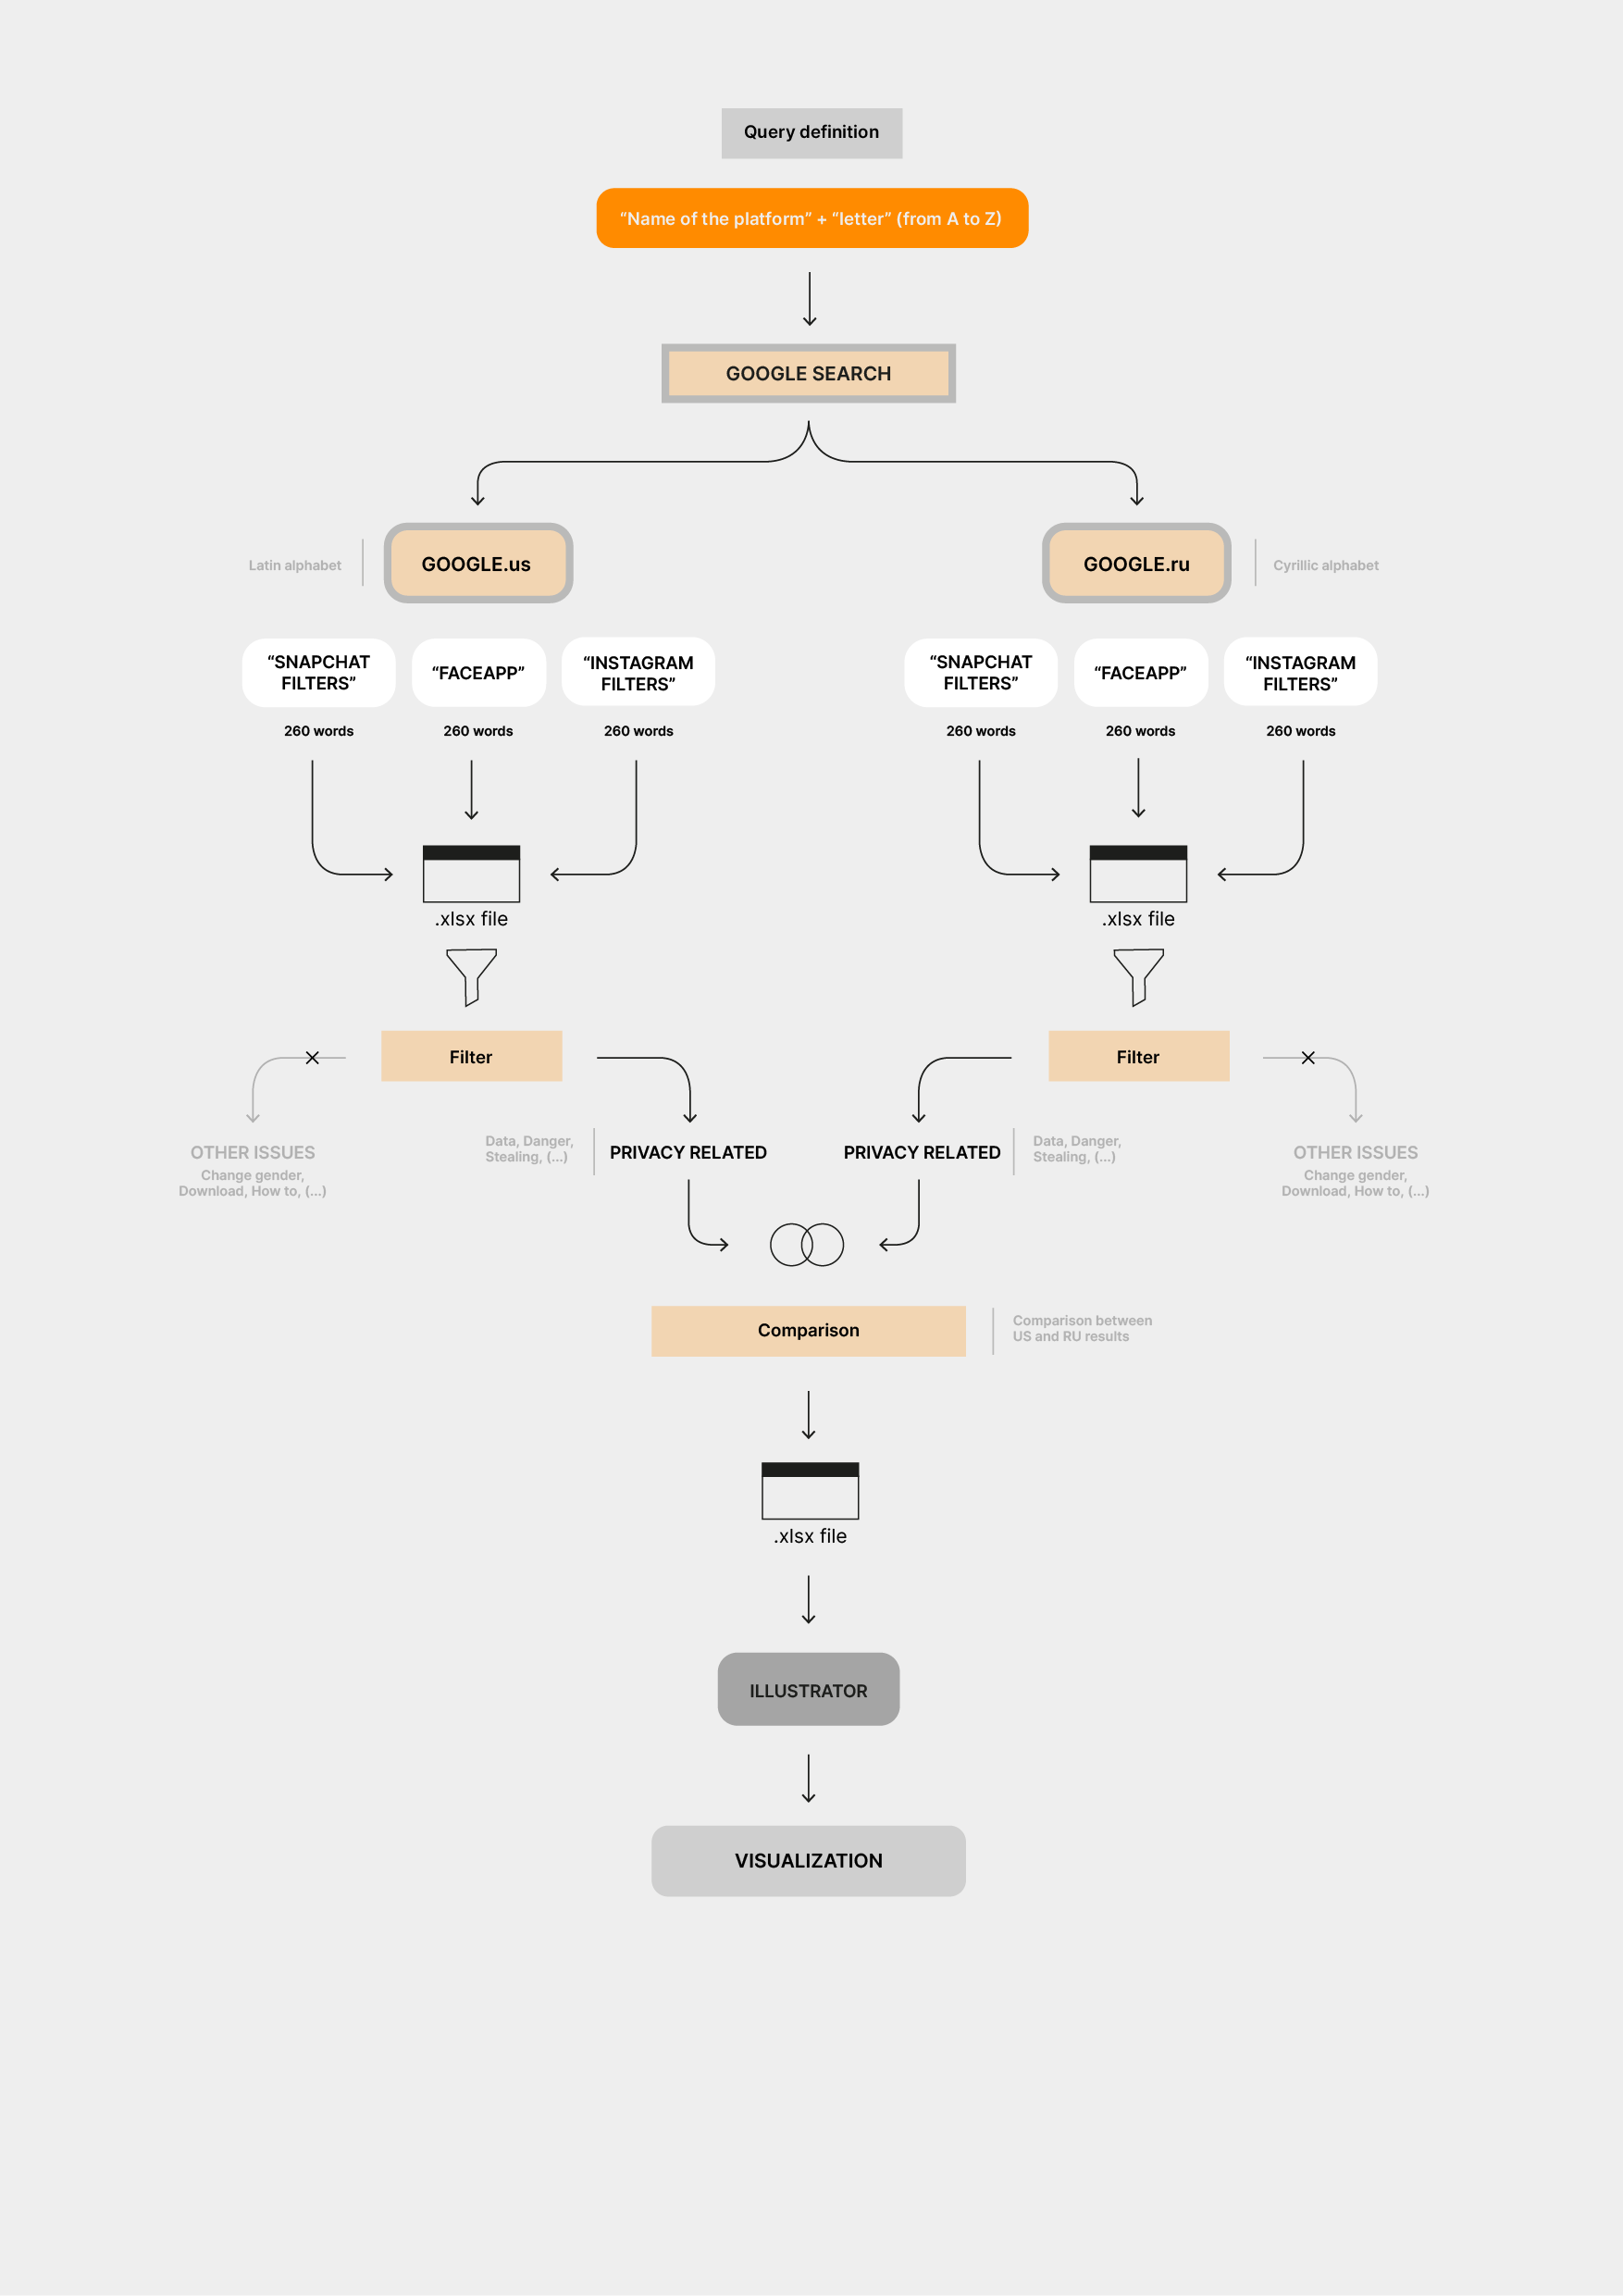 Query definition
“Name of the platform” + “letter” (from A to Z)
GOOGLE SEARCH
Latin alphabet
GOOGLE.us
GOOGLE.ru
Cyrillic alphabet
“SNAPCHAT
FILTERS”
“FACEAPP”
“INSTAGRAM
FILTERS”
“SNAPCHAT
FILTERS”
“FACEAPP”
“INSTAGRAM
FILTERS”
260 words
260 words
260 words
260 words
260 words
260 words
.xlsx file
.xlsx file
Filter
Filter
OTHER ISSUES
Change gender,
Download, How to, (...)
Data, Danger,
Stealing, (...)
PRIVACY RELATED
PRIVACY RELATED
Data, Danger,
Stealing, (...)
OTHER ISSUES
Change gender,
Download, How to, (...)
Comparison
Comparison between
US and RU results
.xlsx file
ILLUSTRATOR
VISUALIZATION